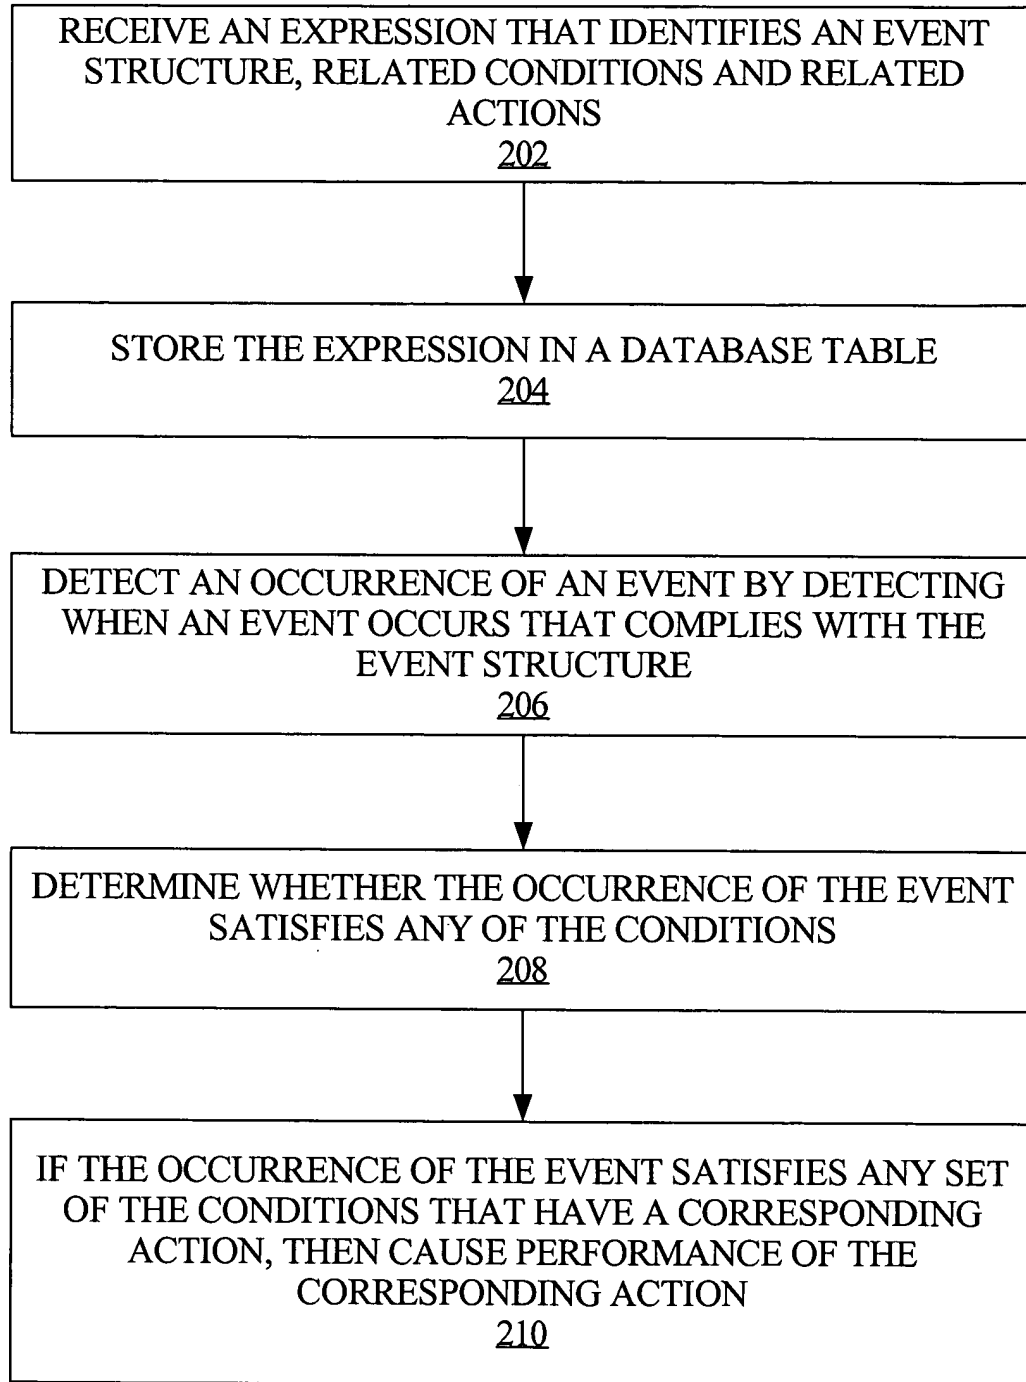 RECEIVE AN EXPRESSION THAT IDENTIFIES AN EVENT
STRUCTURE, RELATED CONDITIONS AND RELATED
ACTIONS
202
STORE THE EXPRESSION IN A DATABASE TABLE
204
DETECT AN OCCURRENCE OF AN EVENT BY DETECTING
WHEN AN EVENT OCCURS THAT COMPLIES WITH THE
EVENT STRUCTURE
206
DETERMINE WHETHER THE OCCURRENCE OF THE EVENT
SATISFIES ANY OF THE CONDITIONS
208
IF THE OCCURRENCE OF THE EVENT SATISFIES ANY SET
OF THE CONDITIONS THAT HAVE A CORRESPONDING
ACTION, THEN CAUSE PERFORMANCE OF THE
CORRESPONDING ACTION
210